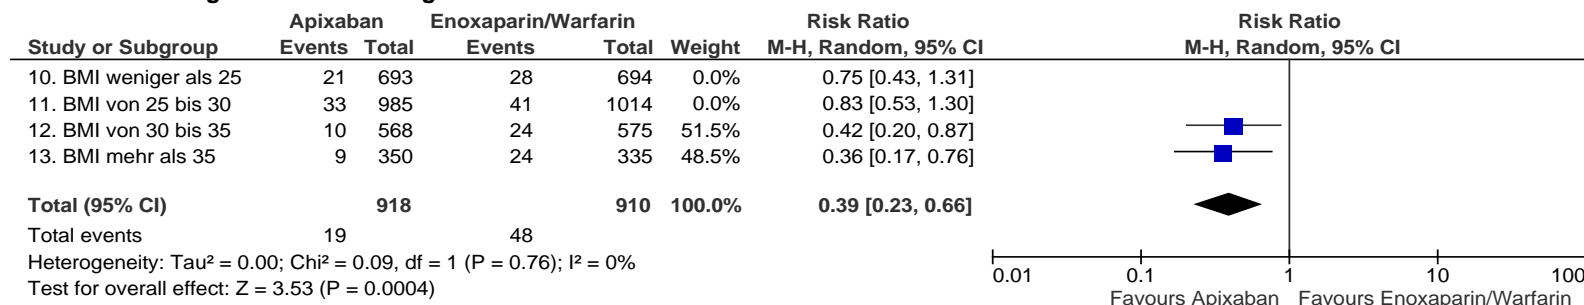 Apixaban Enoxaparin/Warfarin Risk Ratio Risk Ratio
Study or Subgroup Events Total Events Total Weight M-H, Random, 95% CI M-H, Random, 95% CI
10. BMI weniger als 25 21 693 28 694 0.0% 0.75 [0.43, 1.31]
11. BMI von 25 bis 30 33 985 41 1014 0.0% 0.83 [0.53, 1.30]
12. BMI von 30 bis 35 10 568 24 575 51.5% 0.42 [0.20, 0.87]
13. BMI mehr als 35 9 350 24 335 48.5% 0.36 [0.17, 0.76]
Total (95% CI) 918 910 100.0% 0.39 [0.23, 0.66]
Total events 19 48
Heterogeneity: Tau² = 0.00; Chi² = 0.09, df = 1 (P = 0.76); I² = 0%
Test for overall effect: Z = 3.53 (P = 0.0004)
0.01 0.1 1 10 100
Favours Apixaban Favours Enoxaparin/Warfarin